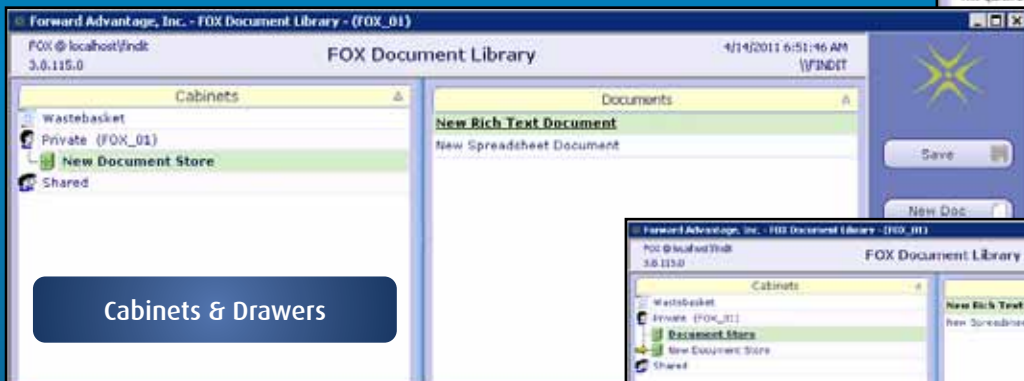 Forward Advantage, Inc. - FOX Document Library - (FOX_01)
FOX @ localhost\findit
3.0.115.0
FOX Document Library
4/14/2011 6:51:46 AM
\\FINDIT
Cabinets
Wastebasket
Private (FOX_01)
New Document Store
Shared
Documents
New Rich Text Document
New Spreadsheet Document
Save
New Doc
Cabinets & Drawers
Forward Advantage, Inc. - FOX Document Library - (FOX_01)
FOX @ localhost\findit
3.0.115.0
FOX Document Library
Cabinets
Wastebasket
Private (FOX_01)
Document Store
New Document Store
Shared
New Rich Text